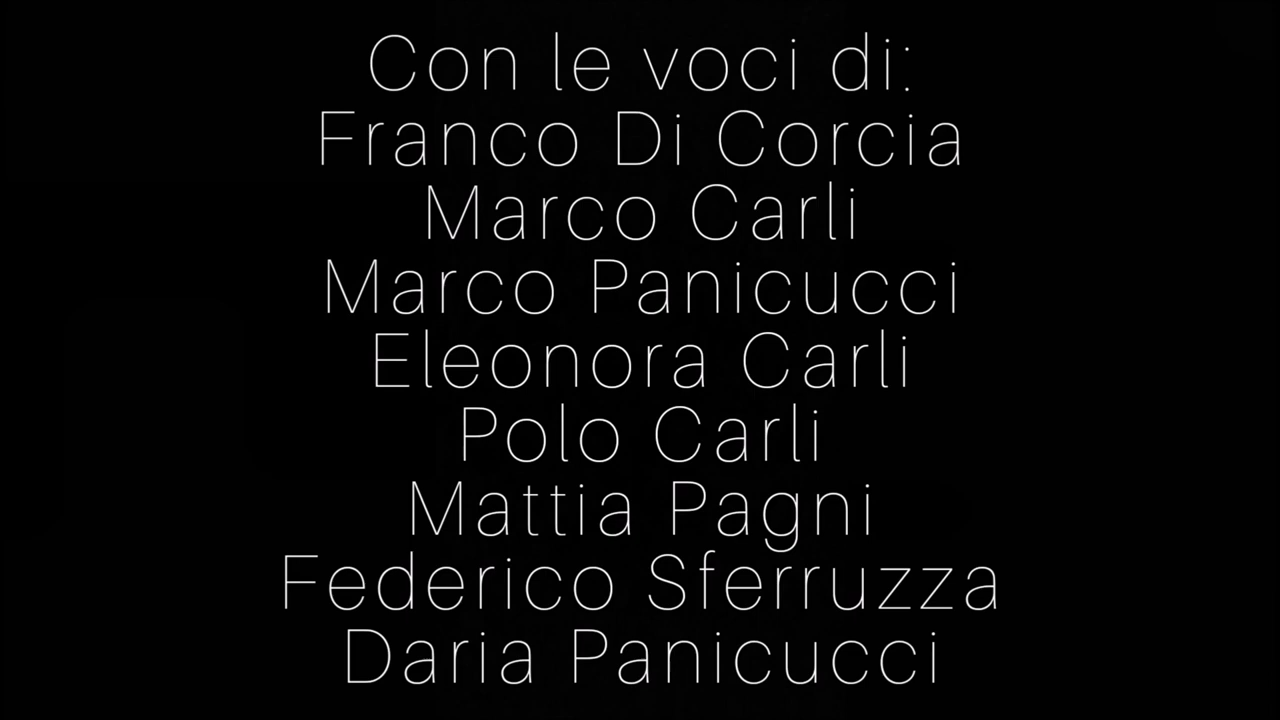 Con le voci di:
Franco Di Corcia
Marco Carli
Marco Panicucci
Eleonora Carli
Polo Carli
Mattia Pagni
Federico Sferruzza
Daria Panicucci